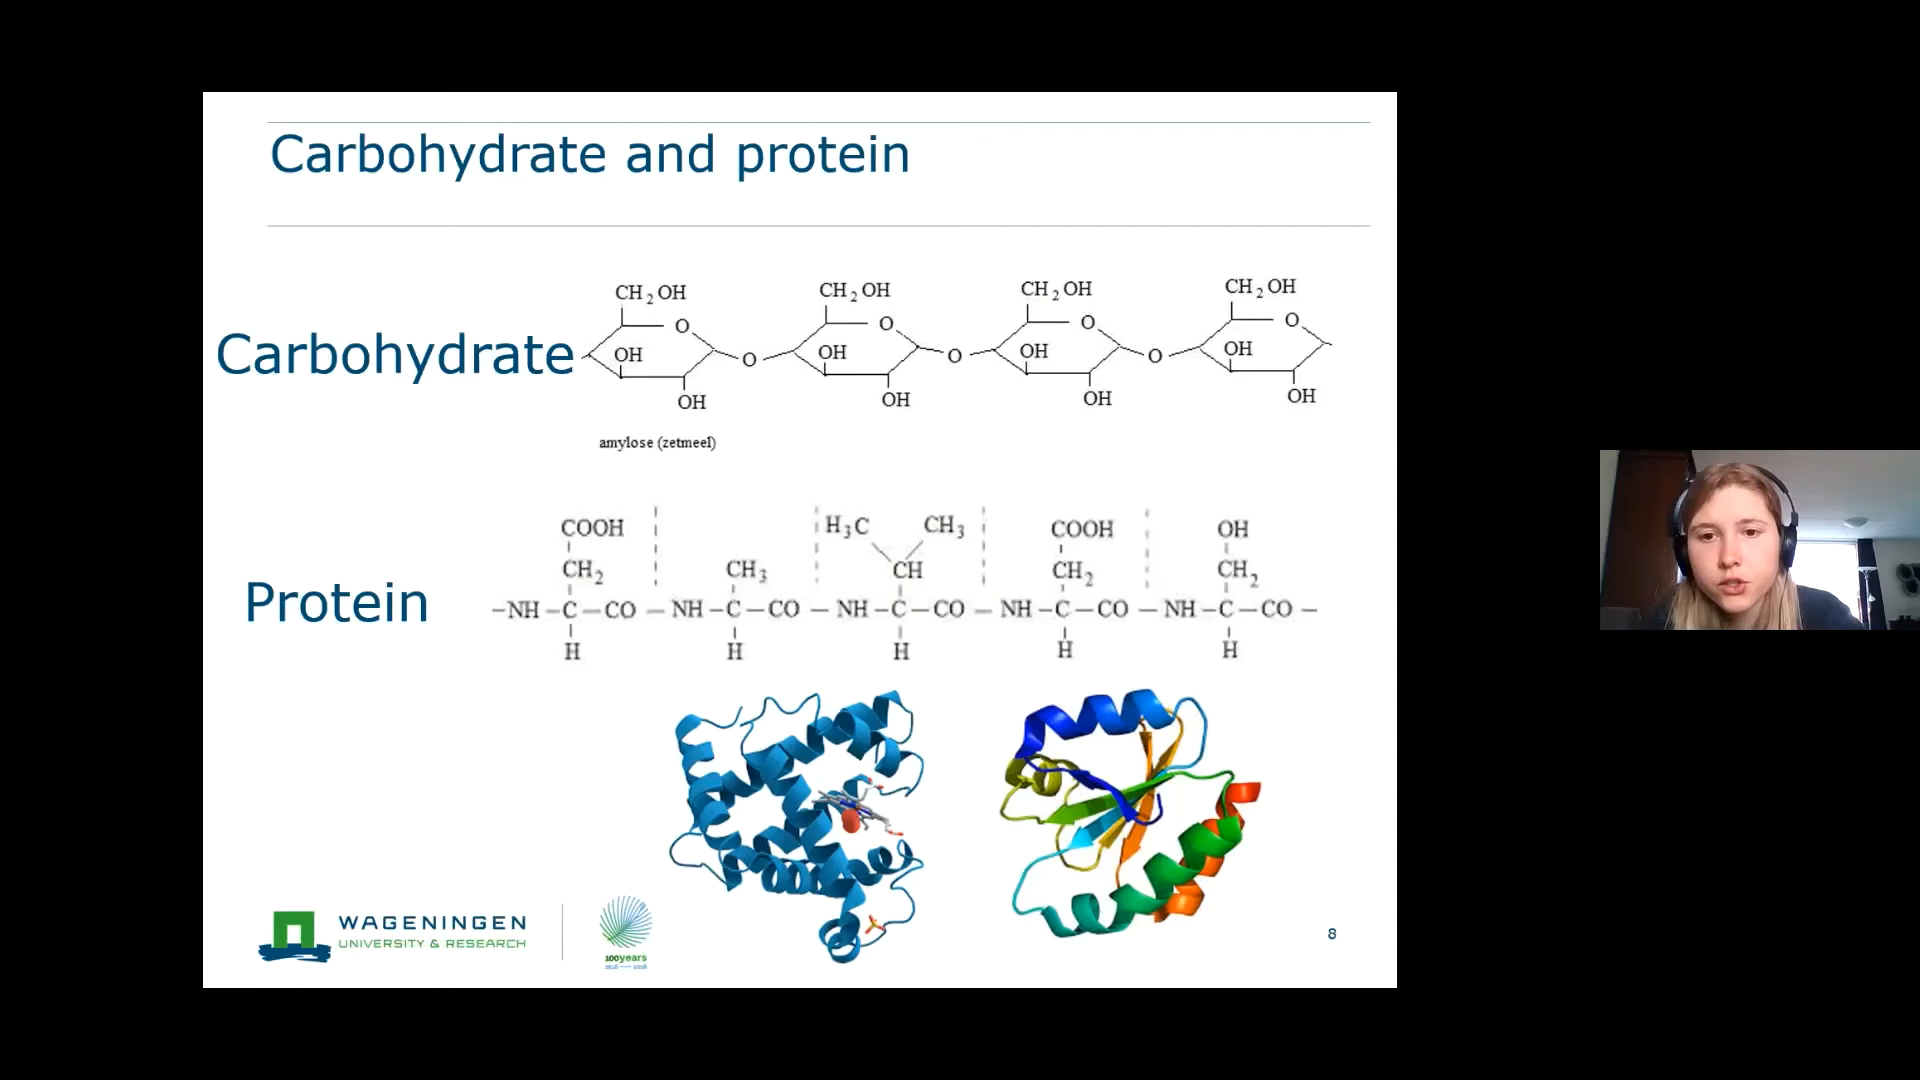 Carbohydrate and protein
Carbohydrate
CH2OH CH2OH CH2OH CH2OH
O O O O
OH OH OH OH
O O O
OH OH OH OH
amylose (zetmeel)
Protein
COOH H3C CH3 COOH OH
CH2 CH3 CH CH2 CH2
–NH–C–CO–NH–C–CO–NH–C–CO–NH–C–CO–NH–C–CO–
H H H H H
WAGENINGEN
UNIVERSITY & RESEARCH
100years
1918 — 2018
8